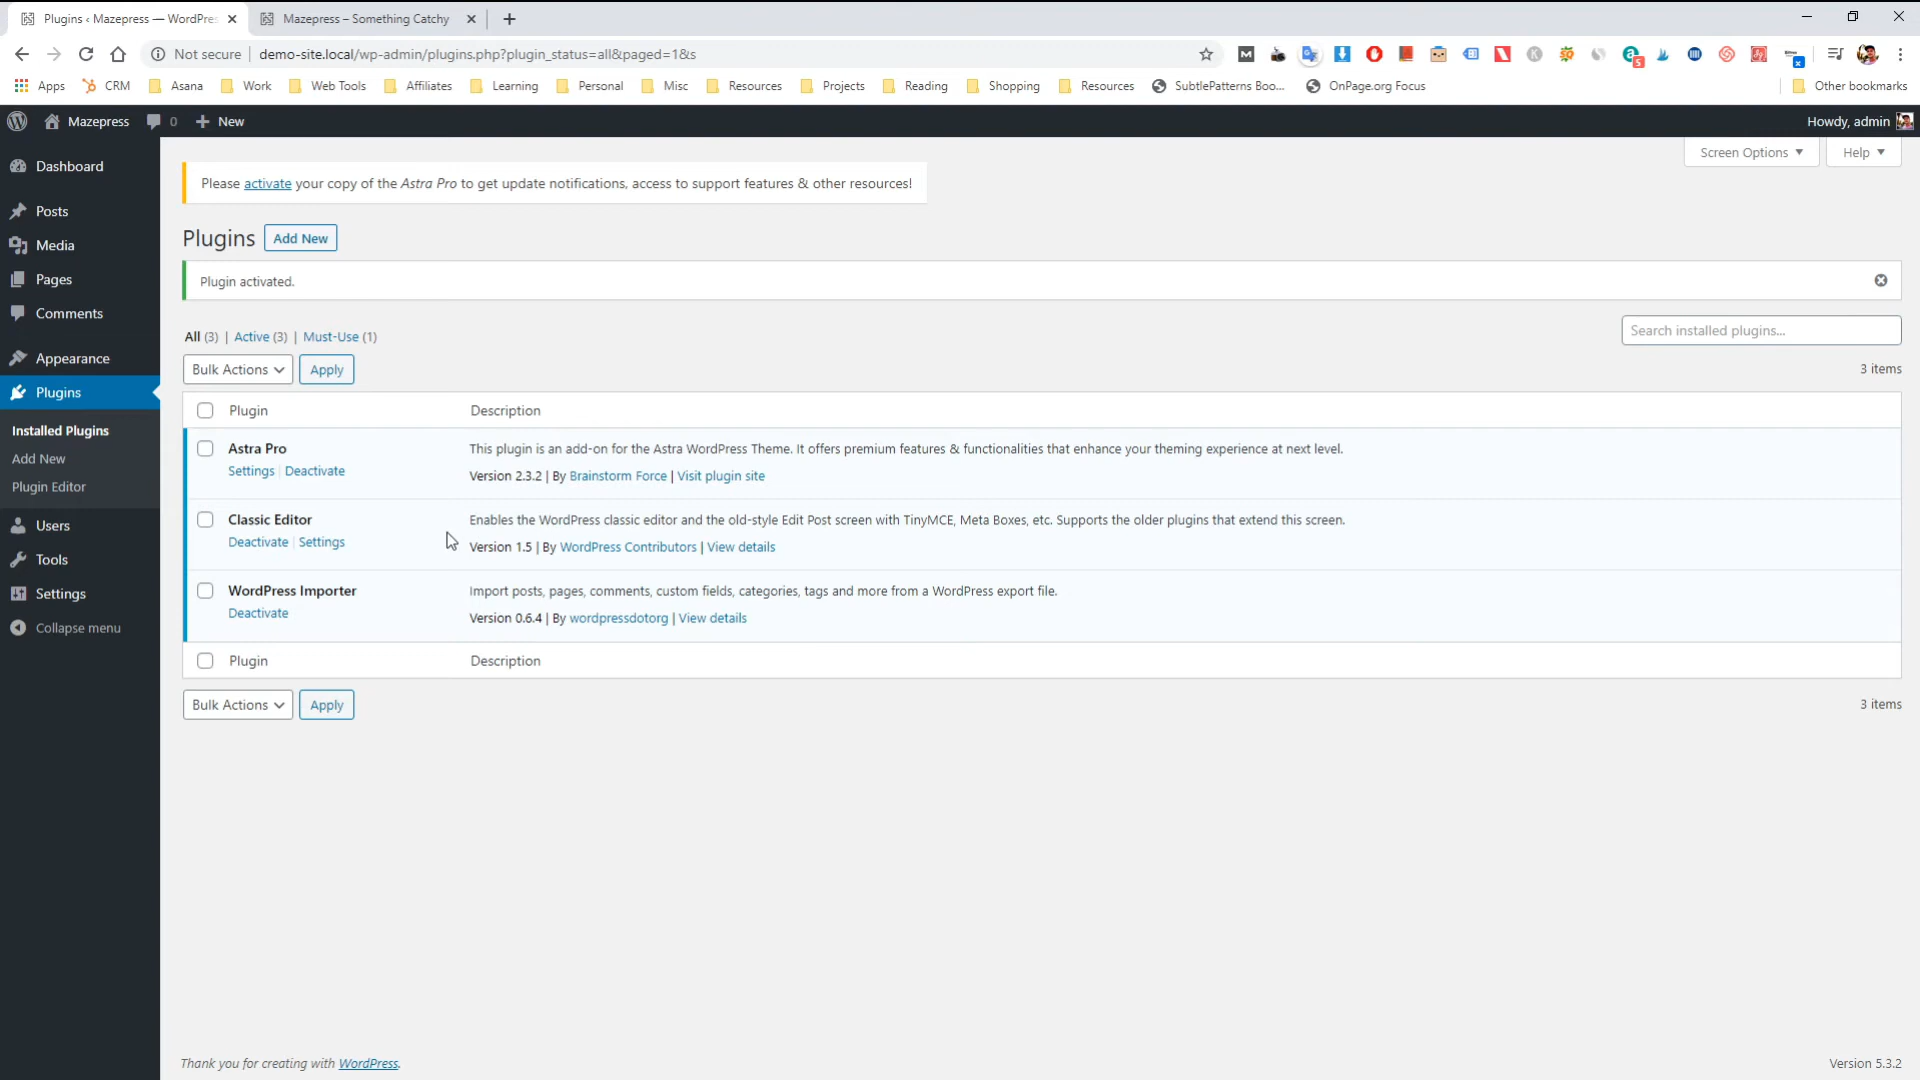 Plugins ‹ Mazepress — WordPres
Mazepress – Something Catchy
Not secure
demo-site.local/wp-admin/plugins.php?plugin_status=all&paged=1&s
Apps
CRM
Asana
Work
Web Tools
Affiliates
Learning
Personal
Misc
Resources
Projects
Reading
Shopping
Resources
SubtlePatterns Boo...
OnPage.org Focus
Other bookmarks
Mazepress
0
New
Howdy, admin
Dashboard
Posts
Media
Pages
Comments
Appearance
Plugins
Installed Plugins
Add New
Plugin Editor
Users
Tools
Settings
Collapse menu
Screen Options
Help
Please activate your copy of the Astra Pro to get update notifications, access to support features & other resources!
Plugins
Add New
Plugin activated.
All (3) | Active (3) | Must-Use (1)
Search installed plugins...
Bulk Actions
Apply
3 items
Plugin
Description
Astra Pro
Settings | Deactivate
This plugin is an add-on for the Astra WordPress Theme. It offers premium features & functionalities that enhance your theming experience at next level.
Version 2.3.2 | By Brainstorm Force | Visit plugin site
Classic Editor
Deactivate | Settings
Enables the WordPress classic editor and the old-style Edit Post screen with TinyMCE, Meta Boxes, etc. Supports the older plugins that extend this screen.
Version 1.5 | By WordPress Contributors | View details
WordPress Importer
Deactivate
Import posts, pages, comments, custom fields, categories, tags and more from a WordPress export file.
Version 0.6.4 | By wordpressdotorg | View details
Plugin
Description
Bulk Actions
Apply
3 items
Thank you for creating with WordPress.
Version 5.3.2